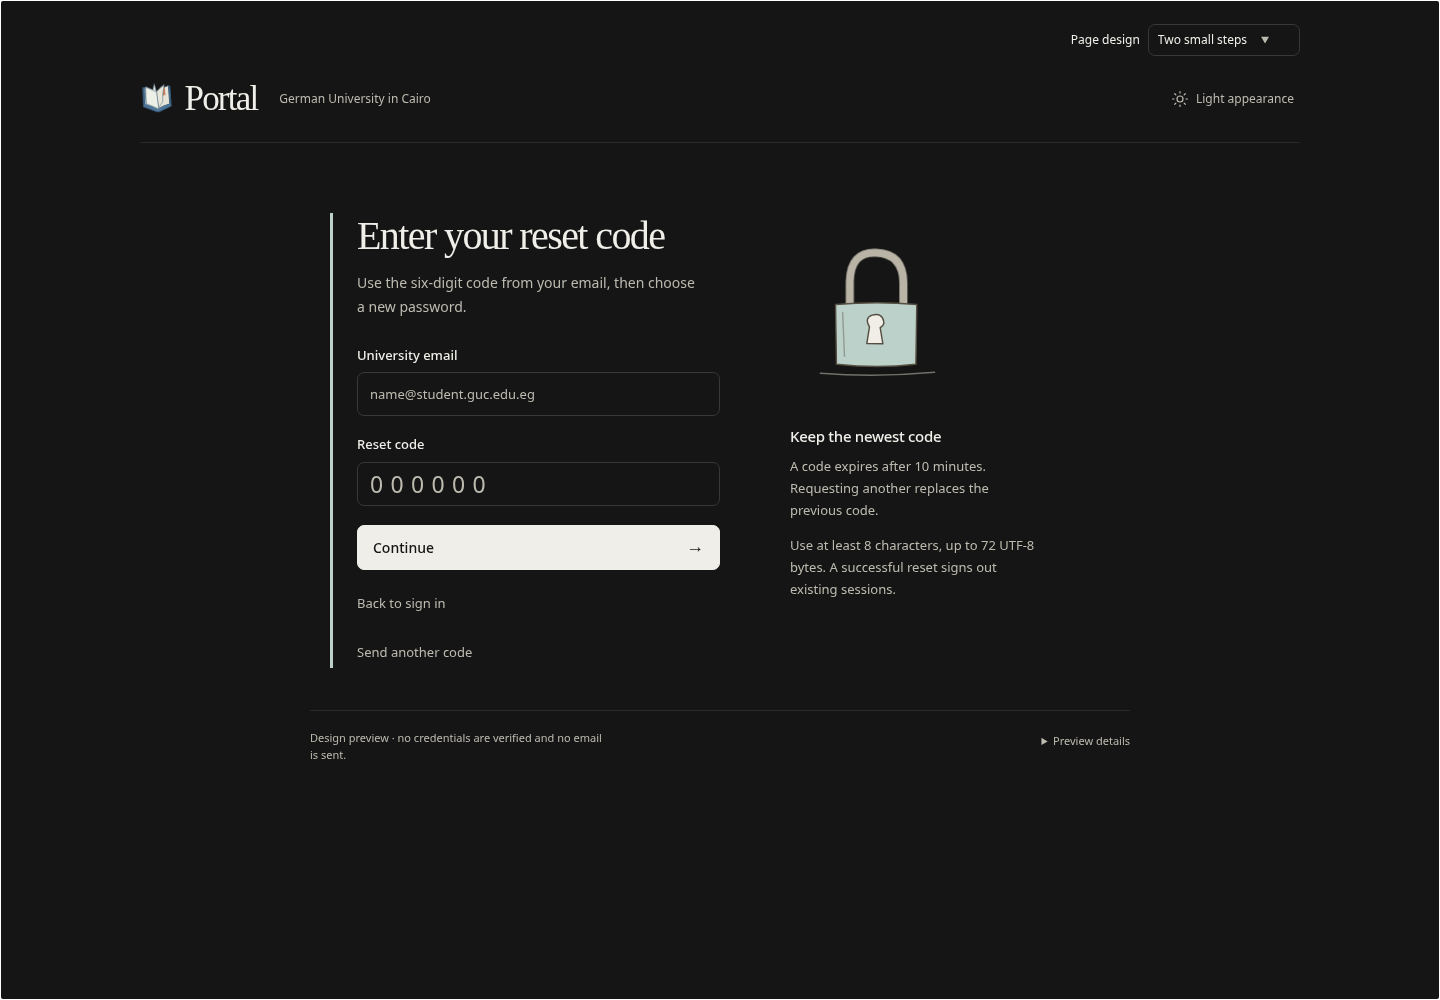 Page design
Two small steps
Portal
German University in Cairo
Light appearance
Enter your reset code
Use the six-digit code from your email, then choose
a new password.
University email
name@student.guc.edu.eg
Reset code
000000
Continue →
Back to sign in
Send another code
Keep the newest code
A code expires after 10 minutes.
Requesting another replaces the
previous code.
Use at least 8 characters, up to 72 UTF-8
bytes. A successful reset signs out
existing sessions.
Design preview · no credentials are verified and no email
is sent.
Preview details